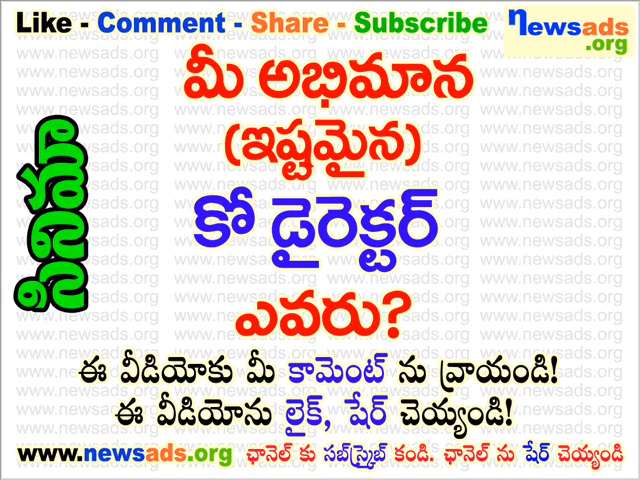 Like - Comment - Share - Subscribe
newsads
.org
మీ అభిమాన
(ఇష్టమైన)
కో డైరెక్టర్
ఎవరు?
సినిమా
ఈ వీడియోకు మీ కామెంట్ ను వ్రాయండి!
ఈ వీడియోను లైక్, షేర్ చెయ్యండి!
www.newsads.org ఛానెల్ కు సబ్‌స్క్రైబ్ కండి. ఛానెల్ ను షేర్ చెయ్యండి